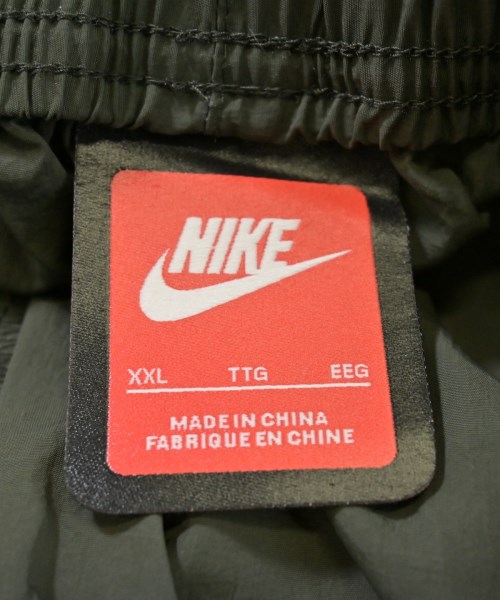 NIKE
XXL TTG EEG
MADE IN CHINA
FABRIQUE EN CHINE